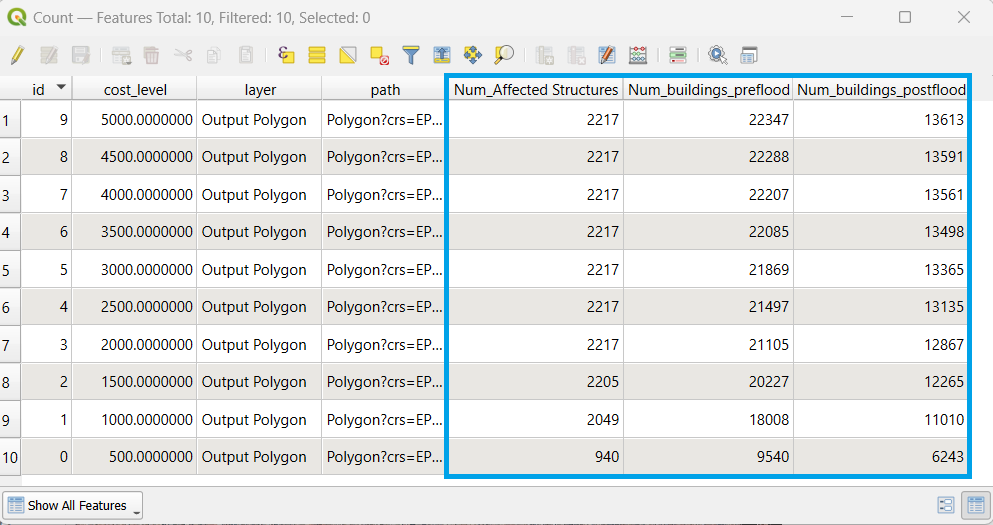 Count — Features Total: 10, Filtered: 10, Selected: 0
id cost_level layer path Num_Affected Structures Num_buildings_preflood Num_buildings_postflood
1 9 5000.0000000 Output Polygon Polygon?crs=EP... 2217 22347 13613
2 8 4500.0000000 Output Polygon Polygon?crs=EP... 2217 22288 13591
3 7 4000.0000000 Output Polygon Polygon?crs=EP... 2217 22207 13561
4 6 3500.0000000 Output Polygon Polygon?crs=EP... 2217 22085 13498
5 5 3000.0000000 Output Polygon Polygon?crs=EP... 2217 21869 13365
6 4 2500.0000000 Output Polygon Polygon?crs=EP... 2217 21497 13135
7 3 2000.0000000 Output Polygon Polygon?crs=EP... 2217 21105 12867
8 2 1500.0000000 Output Polygon Polygon?crs=EP... 2205 20227 12265
9 1 1000.0000000 Output Polygon Polygon?crs=EP... 2049 18008 11010
10 0 500.0000000 Output Polygon Polygon?crs=EP... 940 9540 6243
Show All Features